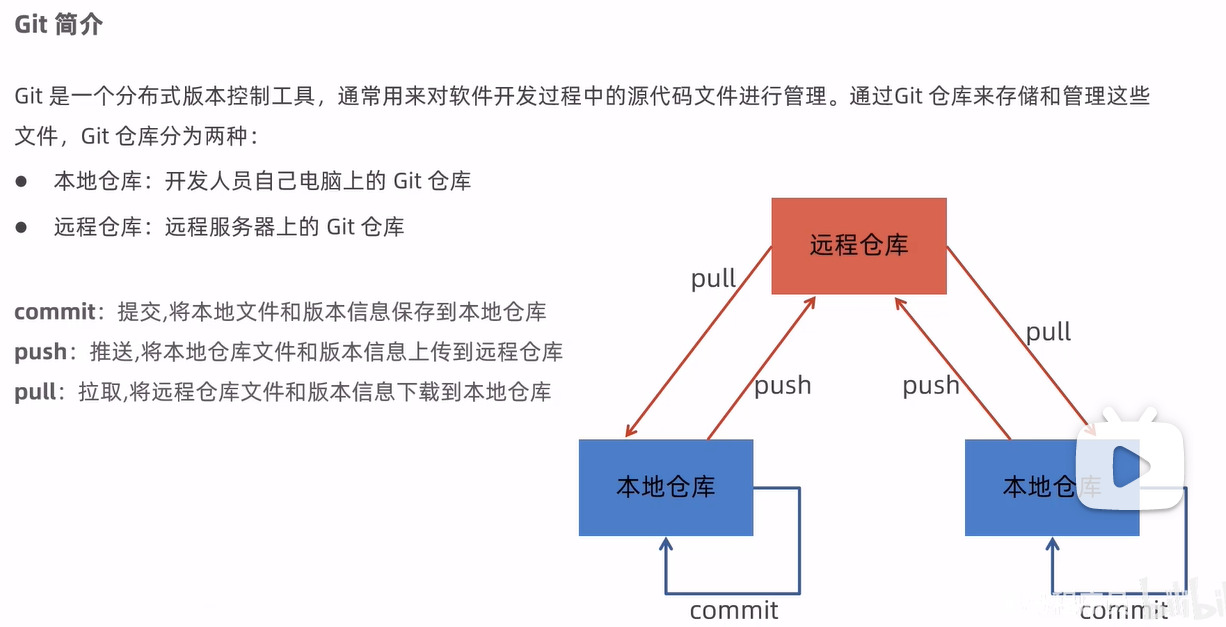 Git 简介
Git 是一个分布式版本控制工具，通常用来对软件开发过程中的源代码文件进行管理。通过Git 仓库来存储和管理这些
文件，Git 仓库分为两种：
● 本地仓库：开发人员自己电脑上的 Git 仓库
● 远程仓库：远程服务器上的 Git 仓库
commit：提交,将本地文件和版本信息保存到本地仓库
push：推送,将本地仓库文件和版本信息上传到远程仓库
pull：拉取,将远程仓库文件和版本信息下载到本地仓库
远程仓库
pull
pull
push
push
本地仓库
本地仓库
commit
commit